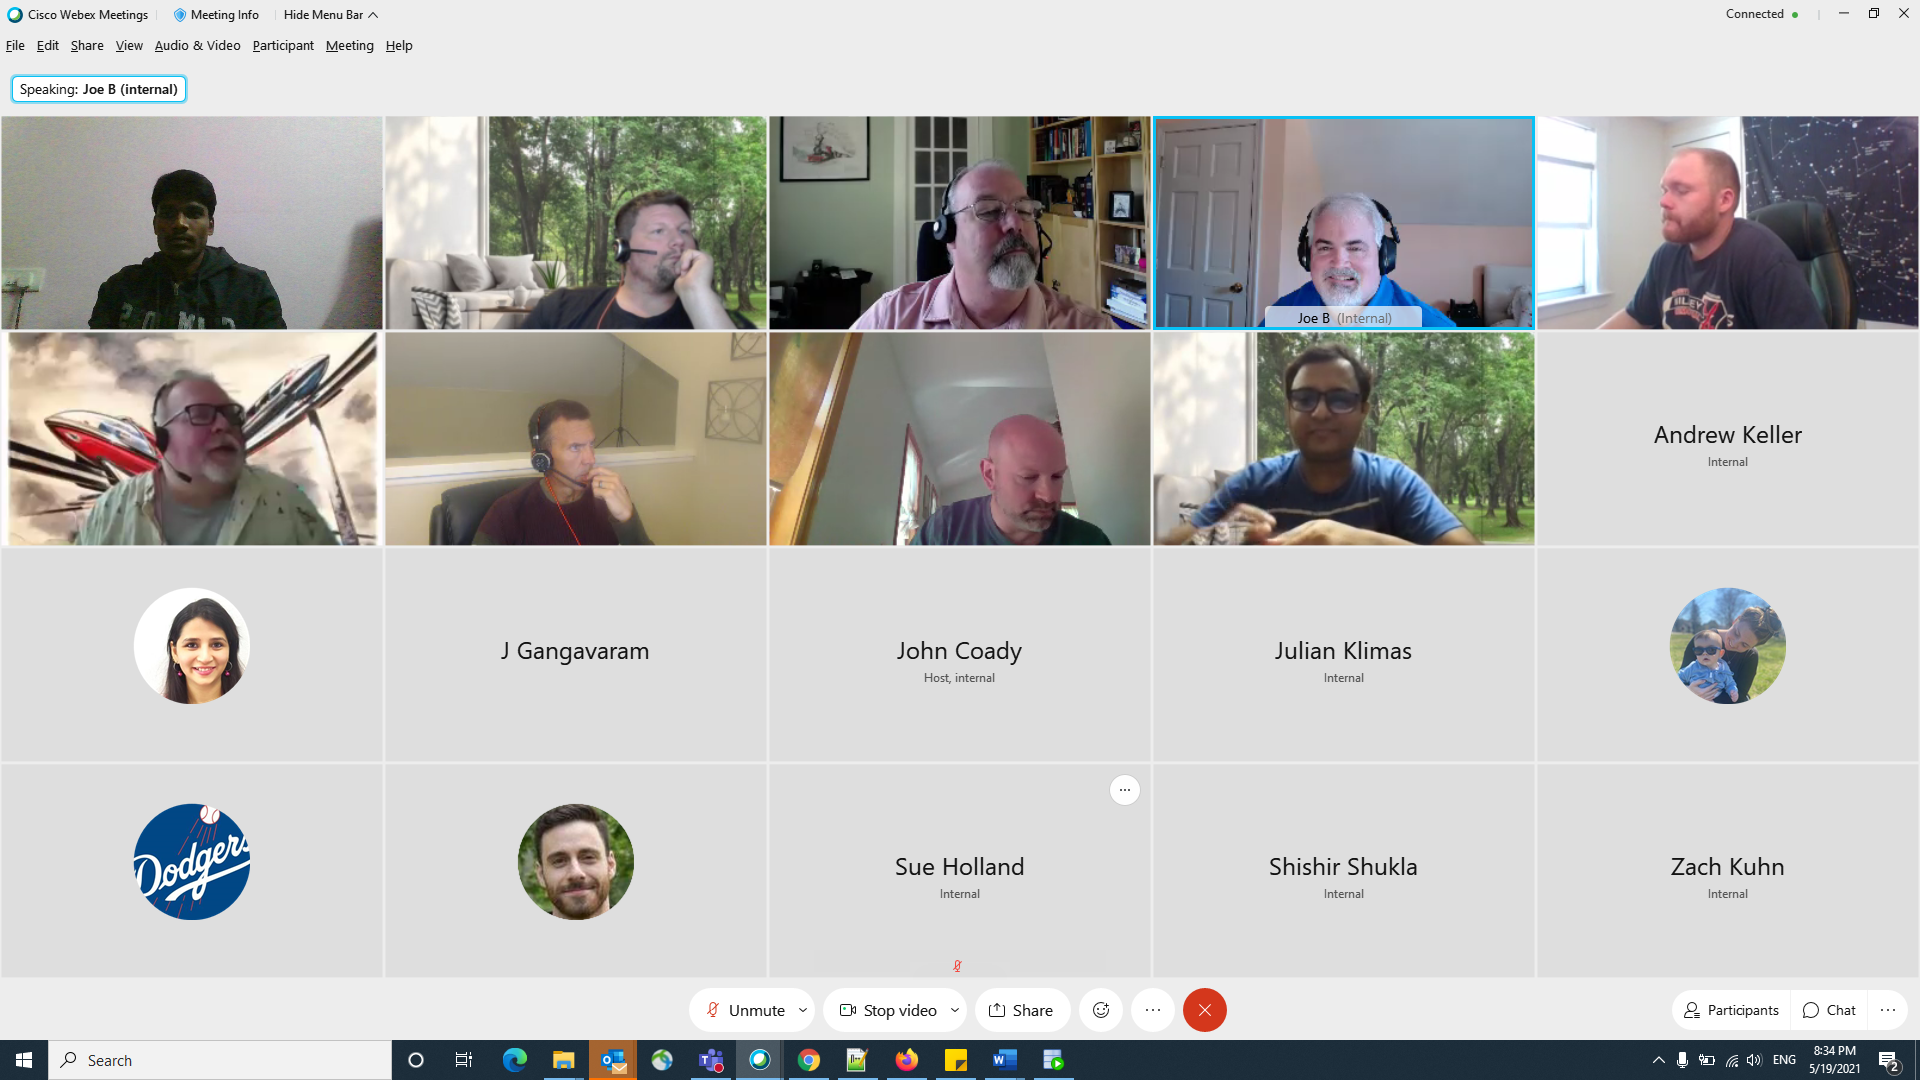 Cisco Webex Meetings
Meeting Info
Hide Menu Bar
Connected
File Edit Share View Audio & Video Participant Meeting Help
Speaking: Joe B (internal)
Joe B (Internal)
Andrew Keller
Internal
J Gangavaram
John Coady
Host, internal
Julian Klimas
Internal
Dodgers
Sue Holland
Internal
Shishir Shukla
Internal
Zach Kuhn
Internal
Unmute
Stop video
Share
Participants
Chat
Search
ENG
8:34 PM
5/19/2021
2